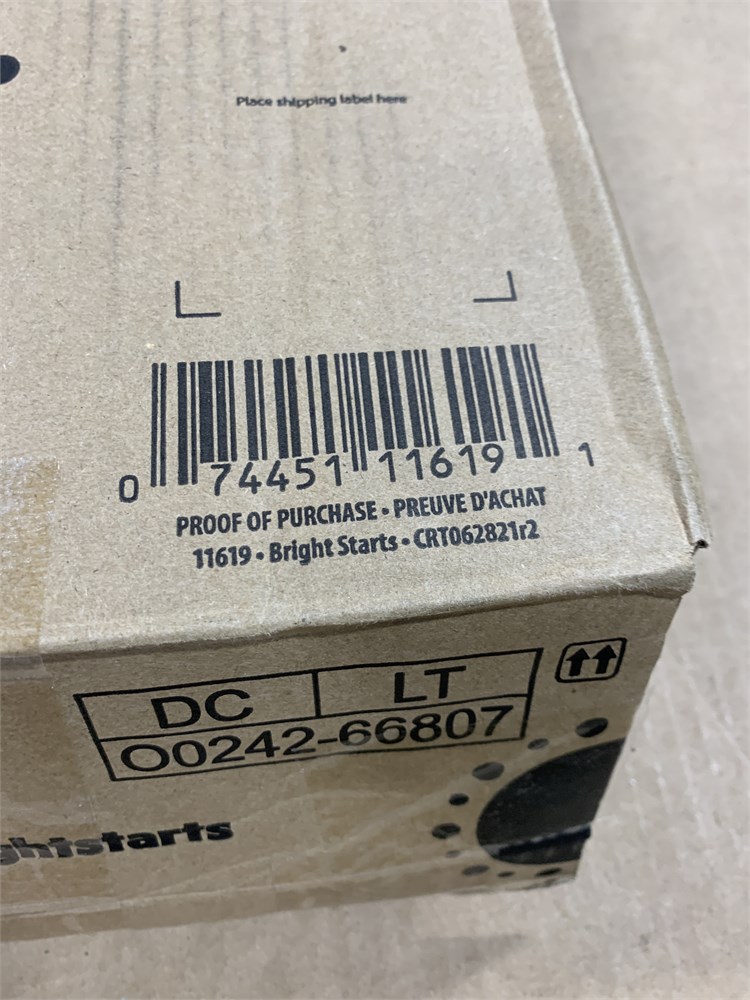 Place shipping label here
0 74451 11619 1
PROOF OF PURCHASE • PREUVE D'ACHAT
11619 • Bright Starts • CRT062821r2
DC LT
O0242-66807
ghtstarts